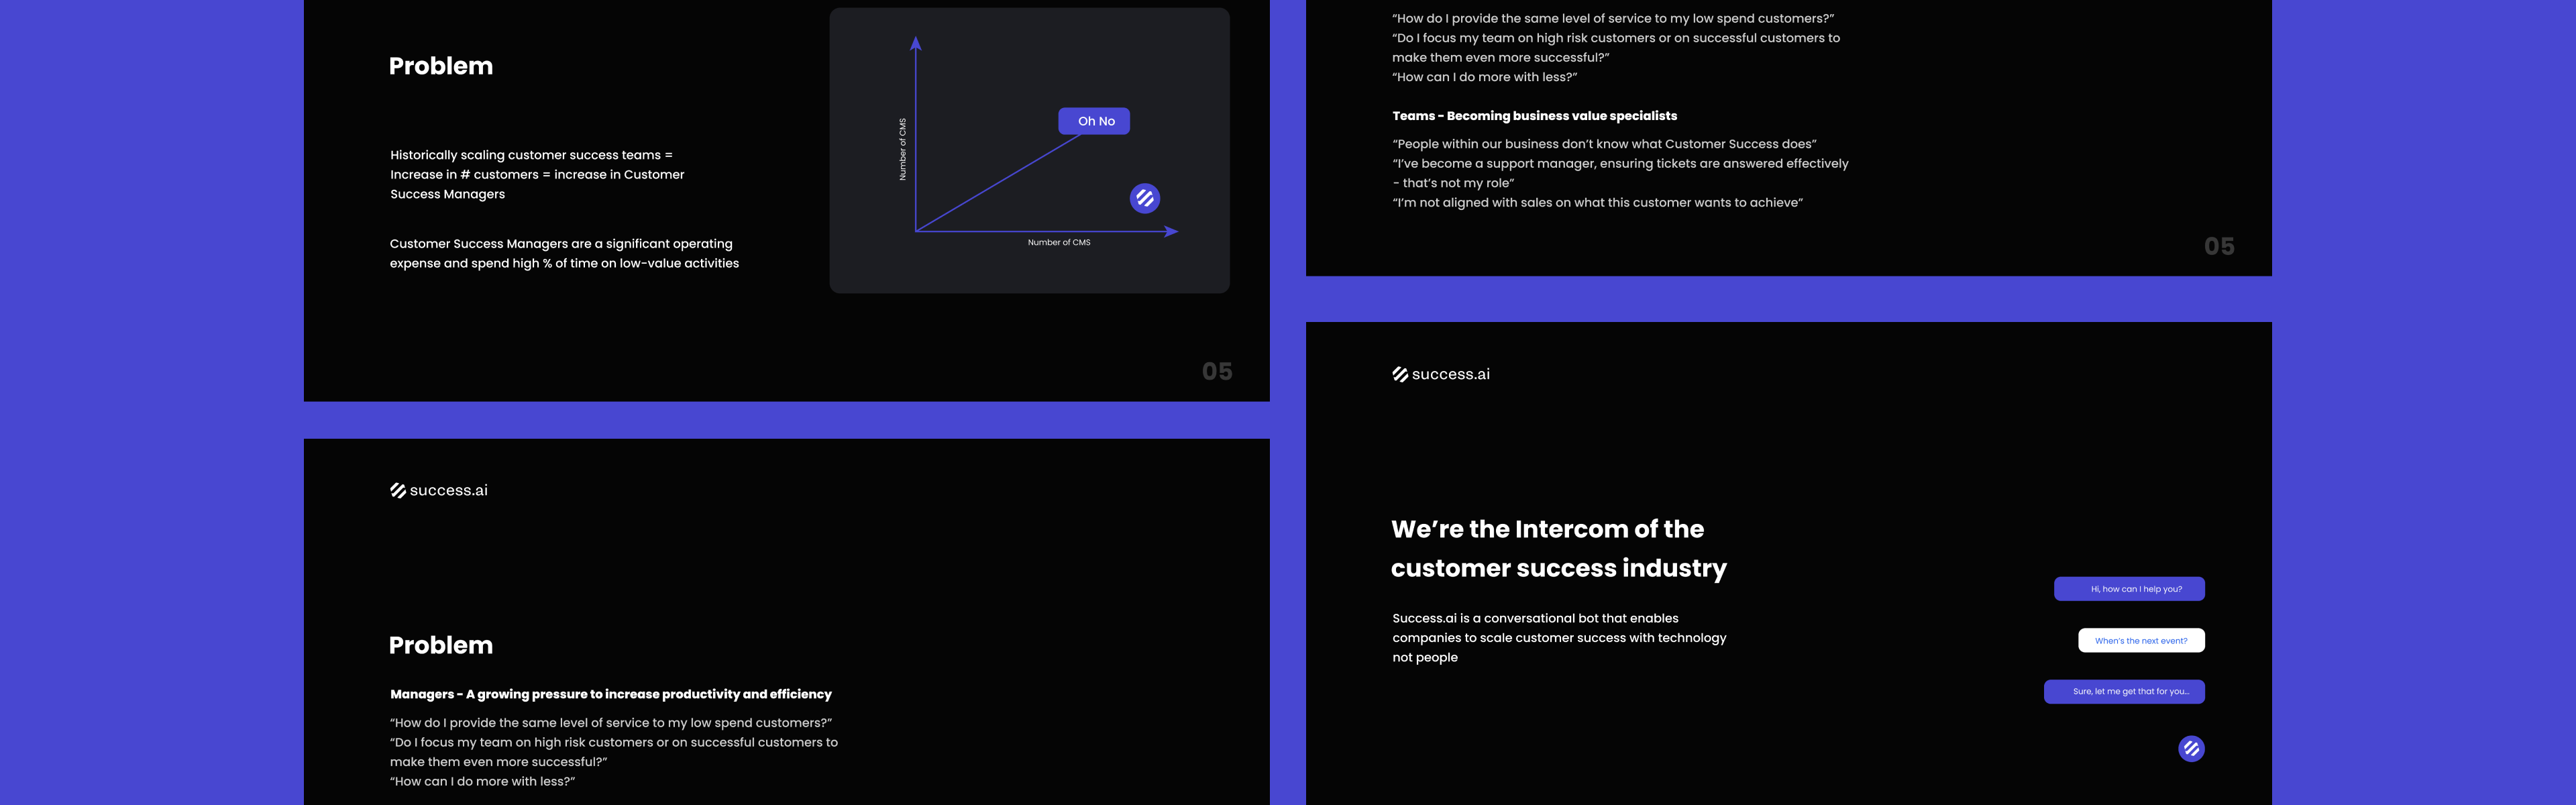 Problem
Historically scaling customer success teams =
Increase in # customers = increase in Customer
Success Managers
Customer Success Managers are a significant operating
expense and spend high % of time on low-value activities
Number of CMS
Oh No
Number of CMS
05
success.ai
Problem
Managers - A growing pressure to increase productivity and efficiency
“How do I provide the same level of service to my low spend customers?”
“Do I focus my team on high risk customers or on successful customers to
make them even more successful?”
“How can I do more with less?”
“How do I provide the same level of service to my low spend customers?”
“Do I focus my team on high risk customers or on successful customers to
make them even more successful?”
“How can I do more with less?”
Teams - Becoming business value specialists
“People within our business don’t know what Customer Success does”
“I’ve become a support manager, ensuring tickets are answered effectively
- that’s not my role”
“I’m not aligned with sales on what this customer wants to achieve”
05
success.ai
We’re the Intercom of the
customer success industry
Success.ai is a conversational bot that enables
companies to scale customer success with technology
not people
Hi, how can I help you?
When’s the next event?
Sure, let me get that for you...